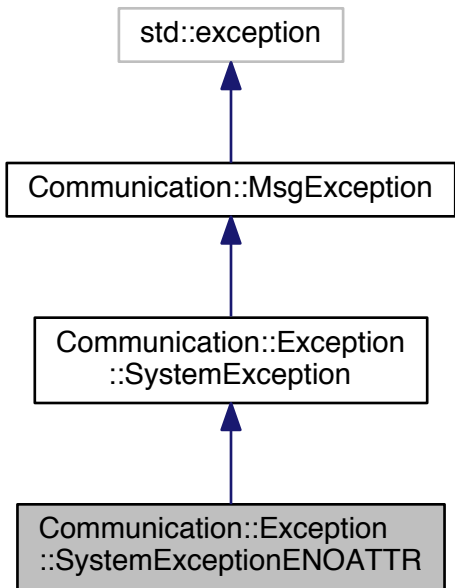 std::exception
Communication::MsgException
Communication::Exception
::SystemException
Communication::Exception
::SystemExceptionENOATTR